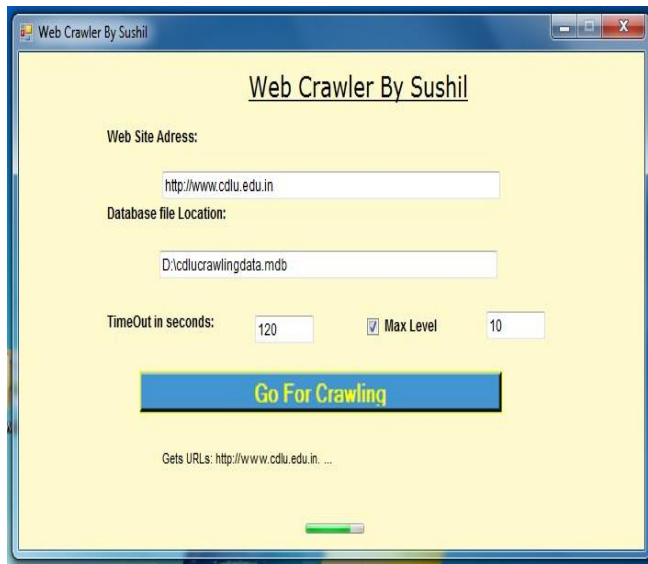 Web Crawler By Sushil
Web Crawler By Sushil
Web Site Adress:
http://www.cdlu.edu.in
Database file Location:
D:\cdlucrawlingdata.mdb
TimeOut in seconds: 120 Max Level 10
Go For Crawling
Gets URLs: http://www.cdlu.edu.in. ...